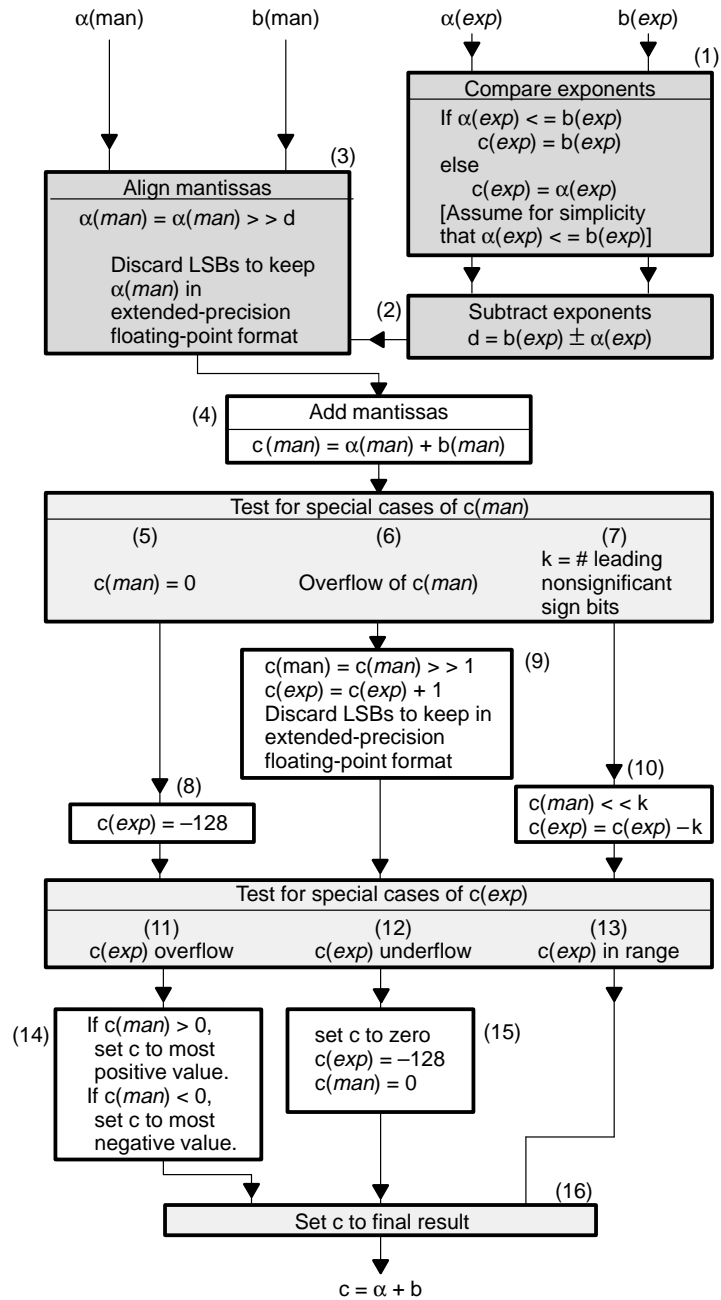 α(man)
b(man)
α(exp)
b(exp)
(1)
Compare exponents
If α(exp) < = b(exp)
c(exp) = b(exp)
else
c(exp) = α(exp)
[Assume for simplicity
that α(exp) < = b(exp)]
(3)
Align mantissas
α(man) = α(man) > > d
Discard LSBs to keep
α(man) in
extended-precision
floating-point format
(2)
Subtract exponents
d = b(exp) ± α(exp)
(4)
Add mantissas
c(man) = α(man) + b(man)
Test for special cases of c(man)
(5)
c(man) = 0
(6)
Overflow of c(man)
(7)
k = # leading
nonsignificant
sign bits
(9)
c(man) = c(man) > > 1
c(exp) = c(exp) + 1
Discard LSBs to keep in
extended-precision
floating-point format
(8)
c(exp) = –128
(10)
c(man) < < k
c(exp) = c(exp) – k
Test for special cases of c(exp)
(11)
c(exp) overflow
(12)
c(exp) underflow
(13)
c(exp) in range
(14)
If c(man) > 0,
set c to most
positive value.
If c(man) < 0,
set c to most
negative value.
(15)
set c to zero
c(exp) = –128
c(man) = 0
(16)
Set c to final result
c = α + b